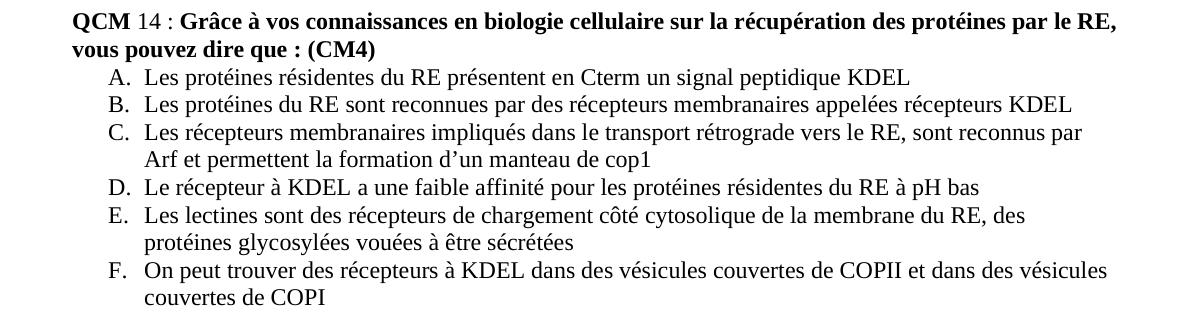 QCM 14 : Grâce à vos connaissances en biologie cellulaire sur la récupération des protéines par le RE,
vous pouvez dire que : (CM4)
A. Les protéines résidentes du RE présentent en Cterm un signal peptidique KDEL
B. Les protéines du RE sont reconnues par des récepteurs membranaires appelées récepteurs KDEL
C. Les récepteurs membranaires impliqués dans le transport rétrograde vers le RE, sont reconnus par
Arf et permettent la formation d’un manteau de cop1
D. Le récepteur à KDEL a une faible affinité pour les protéines résidentes du RE à pH bas
E. Les lectines sont des récepteurs de chargement côté cytosolique de la membrane du RE, des
protéines glycosylées vouées à être sécrétées
F. On peut trouver des récepteurs à KDEL dans des vésicules couvertes de COPII et dans des vésicules
couvertes de COPI